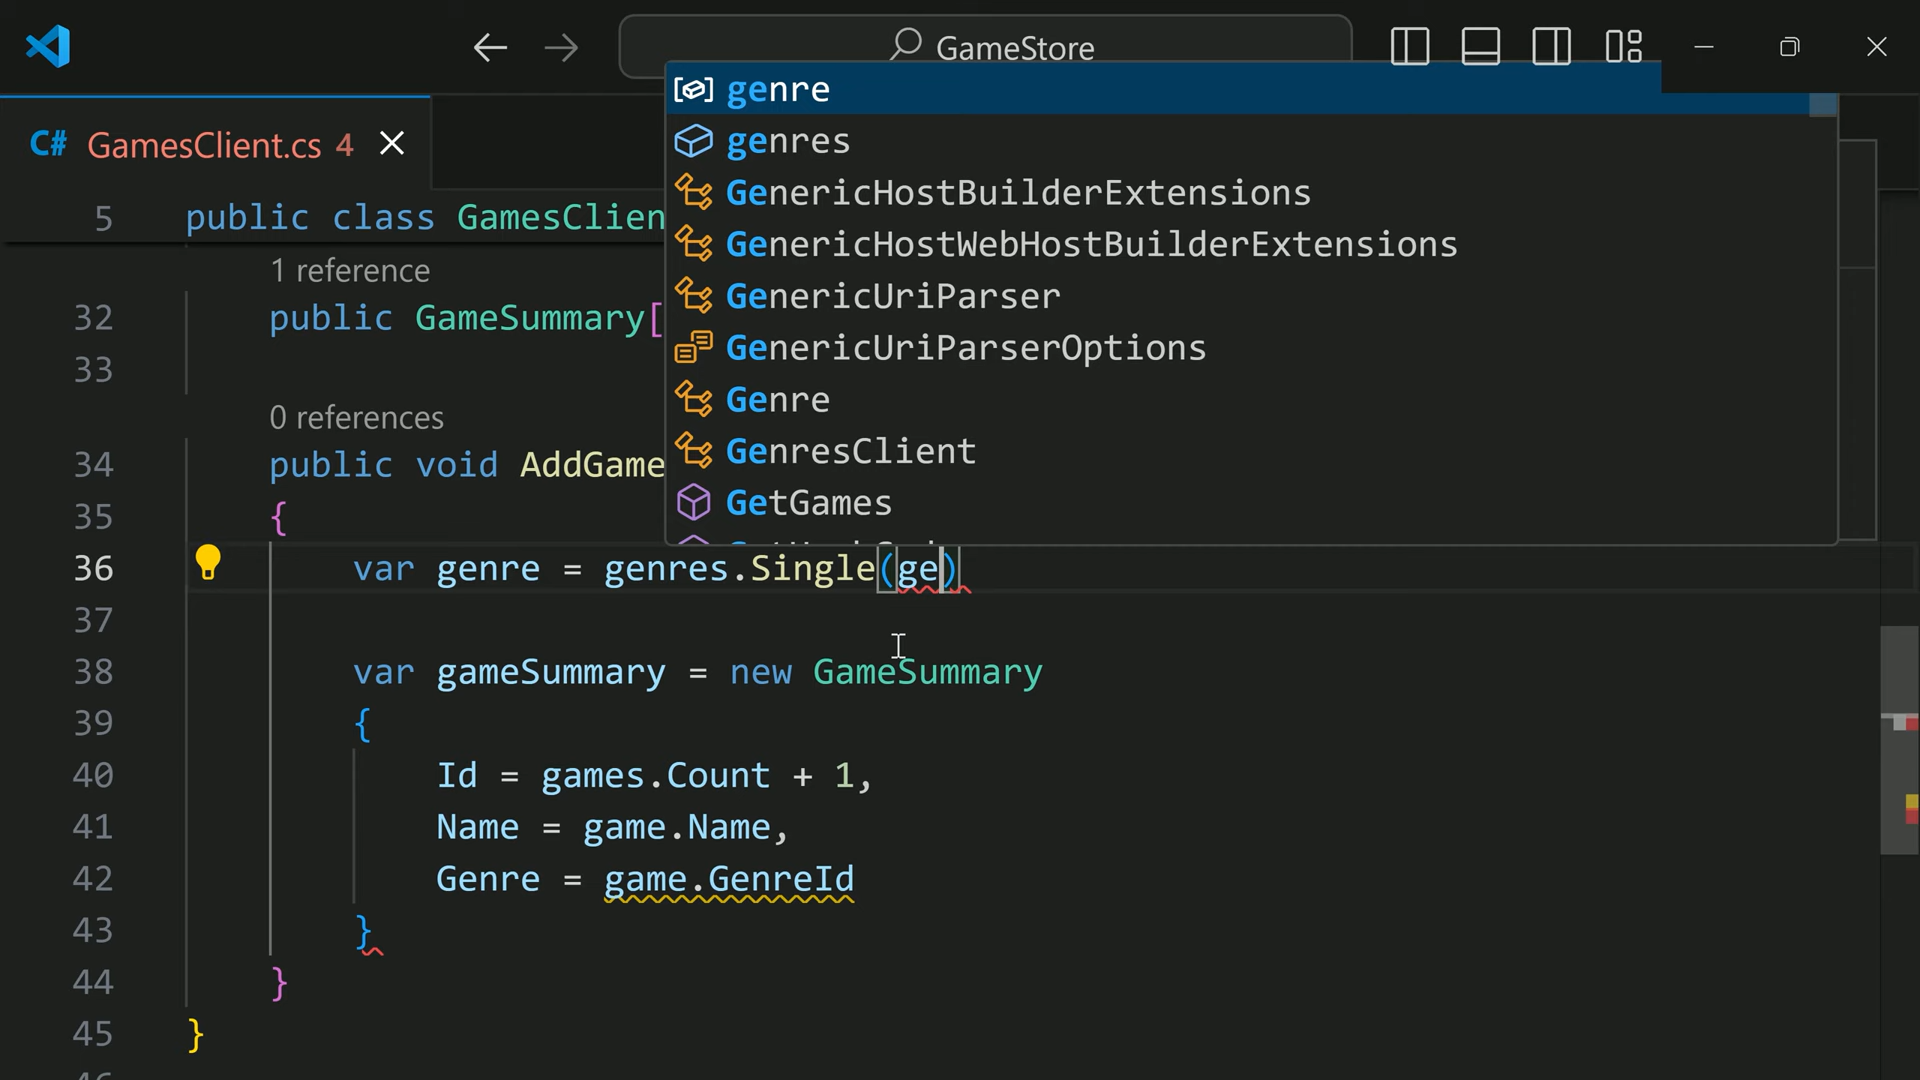 GameStore
C# GamesClient.cs 4
5 public class GamesClien
1 reference
32 public GameSummary[
33
0 references
34 public void AddGame
35 {
genre
genres
GenericHostBuilderExtensions
GenericHostWebHostBuilderExtensions
GenericUriParser
GenericUriParserOptions
Genre
GenresClient
GetGames
36 var genre = genres.Single(ge)
37
38 var gameSummary = new GameSummary
39 {
40 Id = games.Count + 1,
41 Name = game.Name,
42 Genre = game.GenreId
43 }
44 }
45 }